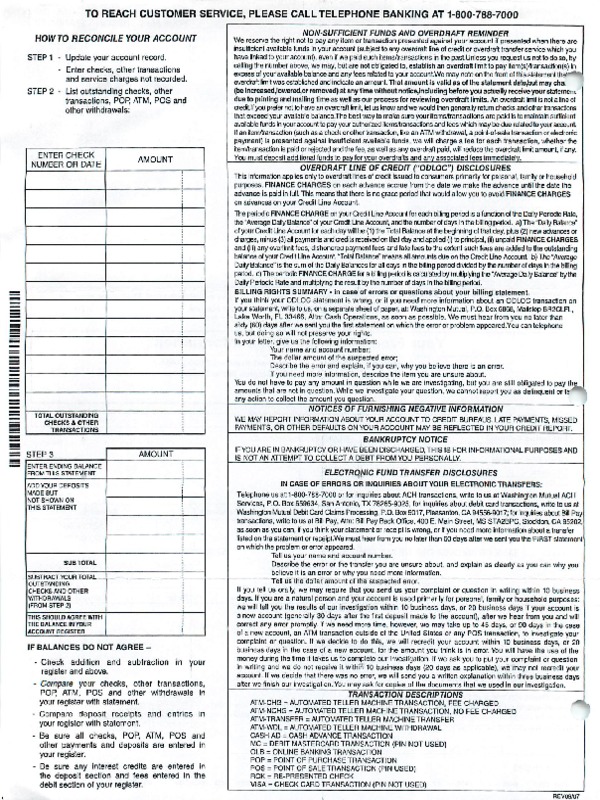 TO REACH CUSTOMER SERVICE, PLEASE CALL TELEPHONE BANKING AT 1-800-788-7000
HOW TO RECONCILE YOUR ACCOUNT
STEP 1 - Update your account record.
- Enter checks, other transactions
and service charges not recorded.
STEP 2 - List outstanding checks, other
transactions, POP, ATM, POS and
other withdrawals:
ENTER CHECK
NUMBER OR DATE
AMOUNT
TOTAL OUTSTANDING
CHECKS & OTHER
TRANSACTIONS
STEP 3
AMOUNT
ENTER ENDING BALANCE
FROM THIS STATEMENT
ADD YOUR DEPOSITS
MADE BUT
NOT SHOWN ON
THIS STATEMENT
SUB TOTAL
SUBTRACT YOUR TOTAL
OUTSTANDING
CHECKS AND OTHER
WITHDRAWALS
(FROM STEP 2)
THIS SHOULD AGREE WITH
THE BALANCE IN YOUR
ACCOUNT REGISTER
IF BALANCES DO NOT AGREE –
- Check addition and subtraction in your
register and above.
- Compare your checks, other transactions,
POP, ATM, POS and other withdrawals in
your register with statement.
- Compare deposit receipts and entries in
your register with statement.
- Be sure all checks, POP, ATM, POS and
other payments and deposits are entered in
your register.
- Be sure any interest credits are entered in
the deposit section and fees entered in the
debit section of your register.
NON-SUFFICIENT FUNDS AND OVERDRAFT REMINDER
We reserve the right not to pay any item or transaction presented against your account if presented when there are
insufficient available funds in your account (subject to any overdraft line of credit or overdraft transfer service which you
have linked to your account), even if we paid such items/transactions in the past. Unless you request us not to do so, by
calling the number above, we may, but are not obligated to, establish an overdraft limit to pay item(s)/transaction(s) in
excess of your available balance and any fees related to your account. We may note on the front of this statement the
overdraft limit we established and indicate an amount. That amount is valid as of the statement date, but may cha
(be increased/lowered or removed) at any time without notice, including before you actually receive your statement
due to printing and mailing time as well as our process for reviewing overdraft limits. An overdraft limit is not a line of
credit. If you prefer not to have an overdraft limit, let us know and we would then generally return checks and other transactions
that exceed your available balance. The best way to make sure your items/transactions are paid is to maintain sufficient
available funds in your account to pay your authorized items/transactions and fees which may be due related to your account.
If an item/transaction (such as a check or other transaction, like an ATM withdrawal, a point-of-sale transaction or electronic
payment) is presented against insufficient available funds, we will charge a fee for each transaction, whether the
item/transaction is paid or rejected and the fee, as well as any overdraft paid, will reduce the overdraft limit amount, if any.
You must deposit additional funds to pay for your overdrafts and any associated fees immediately.
OVERDRAFT LINE OF CREDIT ("ODLOC") DISCLOSURES
This information applies only to overdraft lines of credit issued to consumers primarily for personal, family or household
purposes. FINANCE CHARGES on each advance accrue from the date we make the advance until the date the
advance is paid in full. This means that there is no grace period that would allow you to avoid FINANCE CHARGES
on advances on your Credit Line Account.
The periodic FINANCE CHARGE on your Credit Line Account for each billing period is a function of the Daily Periodic Rate,
the "Average Daily Balance" of your Credit Line Account, and the number of days in the billing period. a) The "Daily Balance"
of your Credit Line Account for each day will be (1) the Total Balance at the beginning of that day, plus (2) new advances or
charges, minus (3) all payments and credits received on that day and applied (i) to principal, (ii) unpaid FINANCE CHARGES
and (iii) any overlimit fees, dishonored payment and late fees to the extent such fees are added to the outstanding
balance of your Credit Line Account. "Total Balance" means all amounts due on the Credit Line Account. b) The "Average
Daily Balance" is the sum of the Daily Balances for all days in the billing period divided by the number of days in the billing
period. c) The periodic FINANCE CHARGE for a billing period is calculated by multiplying the "Average Daily Balance" by the
Daily Periodic Rate and multiplying the result by the number of days in the billing period.
BILLING RIGHTS SUMMARY - in case of errors or questions about your billing statement.
If you think your ODLOC statement is wrong, or if you need more information about an ODLOC transaction on
your statement, write to us, on a separate sheet of paper, at: Washington Mutual, P.O. Box
Lake Worth, FL 33466, Attn: Cash Operations, as soon as possible. We must hear from you no later than
sixty (60) days after we sent you the first statement on which the error or problem appeared. You can telephone
us, but doing so will not preserve your rights.
In your letter, give us the following information:
Your name and account number;
The dollar amount of the suspected error;
Describe the error and explain, if you can, why you believe there is an error.
If you need more information, describe the item you are unsure about.
You do not have to pay any amount in question while we are investigating, but you are still obligated to pay the
amounts that are not in question. While we investigate your question, we cannot report you as delinquent or
any action to collect the amount you question.
NOTICES OF FURNISHING NEGATIVE INFORMATION
WE MAY REPORT INFORMATION ABOUT YOUR ACCOUNT TO CREDIT BUREAUS. LATE PAYMENTS, MISSED
PAYMENTS, OR OTHER DEFAULTS ON YOUR ACCOUNT MAY BE REFLECTED IN YOUR CREDIT REPORT.
BANKRUPTCY NOTICE
IF YOU ARE IN BANKRUPTCY OR HAVE BEEN DISCHARGED, THIS IS FOR INFORMATIONAL PURPOSES AND
IS NOT AN ATTEMPT TO COLLECT A DEBT FROM YOU PERSONALLY.
ELECTRONIC FUND TRANSFER DISCLOSURES
IN CASE OF ERRORS OR INQUIRIES ABOUT YOUR ELECTRONIC TRANSFERS:
Telephone us at 1-800-788-7000 or for inquiries about ACH transactions, write to us at Washington Mutual ACH
Services, P.O. Box 659634, San Antonio, TX 78265-9023, for inquiries about debit card transactions, write to us at
Washington Mutual Debit Card Claims Processing, P.O. Box 5017, Pleasanton, CA 94566-0917, for inquiries about Bill Pay
transactions, write to us at Bill Pay, Attn: Bill Pay Back Office, 400 E. Main Street, MS STA2OPC, Stockton, CA 95202,
as soon as you can, if you think your statement or receipt is wrong, or if you need more information about a transfer
listed on the statement or receipt. We must hear from you no later than 60 days after we sent you the FIRST statement
on which the problem or error appeared.
Tell us your name and account number.
Describe the error or the transfer you are unsure about, and explain as clearly as you can why you
believe it is an error or why you need more information.
Tell us the dollar amount of the suspected error.
If you tell us orally, we may require that you send us your complaint or question in writing within 10 business
days. If you are a natural person and your account is used primarily for personal, family or household purposes:
we will tell you the results of our investigation within 10 business days, or 20 business days if your account is
a new account (generally 30 days after the first deposit made to the account), after we hear from you and will
correct any error promptly. If we need more time, however, we may take up to 45 days, or 90 days in the case
of a new account, an ATM transaction outside of the United States or any POS transaction, to investigate your
complaint or question. If we decide to do this, we will recredit your account within 10 business days, or 20
business days in the case of a new account, for the amount you think is in error. You will have the use of the
money during the time it takes us to complete our investigation. If we ask you to put your complaint or question
in writing and we do not receive it within 10 business days (20 days as applicable), we may not recredit your
account. If we decide that there was no error, we will send you a written explanation within three business days
after we finish our investigation. You may ask for copies of the documents that we used in our investigation.
TRANSACTION DESCRIPTIONS
ATM-CHG = AUTOMATED TELLER MACHINE TRANSACTION, FEE CHARGED
ATM-NCHG = AUTOMATED TELLER MACHINE TRANSACTION, NO FEE CHARGED
ATM-TRANSFER = AUTOMATED TELLER MACHINE TRANSFER
ATM-WDL = AUTOMATED TELLER MACHINE WITHDRAWAL
CASH AD = CASH ADVANCE TRANSACTION
MC = DEBIT MASTERCARD TRANSACTION (PIN NOT USED)
OLB = ONLINE BANKING TRANSACTION
POP = POINT OF PURCHASE TRANSACTION
POS = POINT OF SALE TRANSACTION (PIN USED)
RCK = RE-PRESENTED CHECK
VISA = CHECK CARD TRANSACTION (PIN NOT USED)
REV08/07